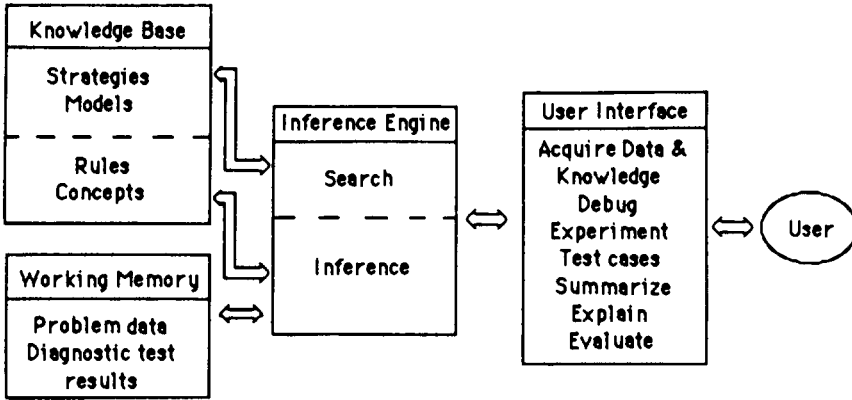 Knowledge Base
Strategies
Models
Rules
Concepts
Working Memory
Problem data
Diagnostic test
results
Inference Engine
Search
Inference
User Interface
Acquire Data &
Knowledge
Debug
Experiment
Test cases
Summarize
Explain
Evaluate
User